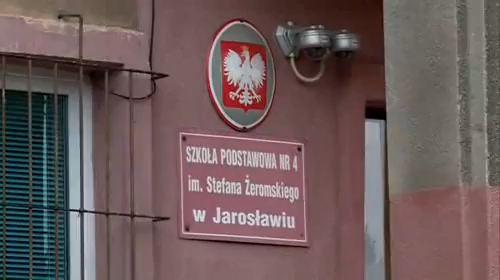 SZKOŁA PODSTAWOWA NR 4
im. Stefana Żeromskiego
w Jarosławiu